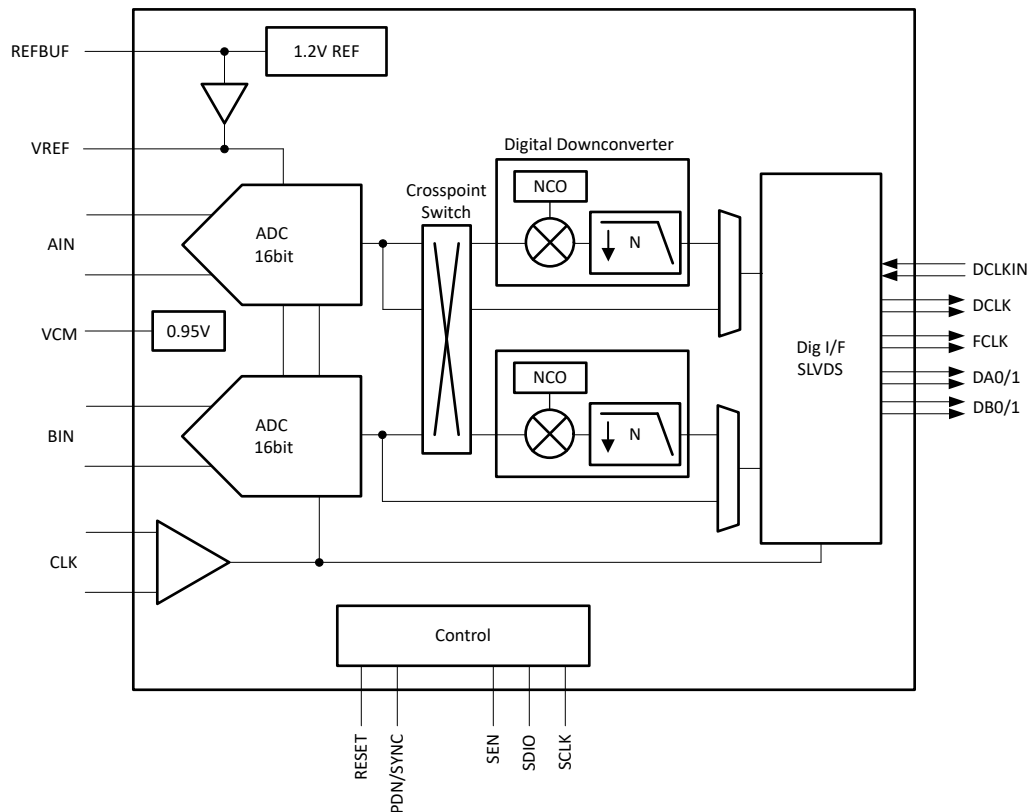 REFBUF
1.2V REF
VREF
Digital Downconverter
NCO
Crosspoint
Switch
ADC
16bit
N
AIN
DCLKIN
DCLK
VCM
0.95V
FCLK
Dig I/F
SLVDS
DA0/1
NCO
DB0/1
ADC
16bit
N
BIN
CLK
Control
RESET
PDN/SYNC
SEN
SDIO
SCLK